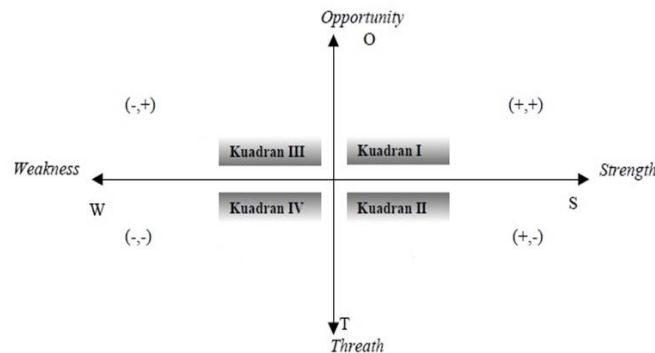 Opportunity
O
(-,+)
(+,+)
Kuadran III
Kuadran I
Weakness
Strength
W
Kuadran IV
Kuadran II
S
(-,-)
(+,-)
T
Threath